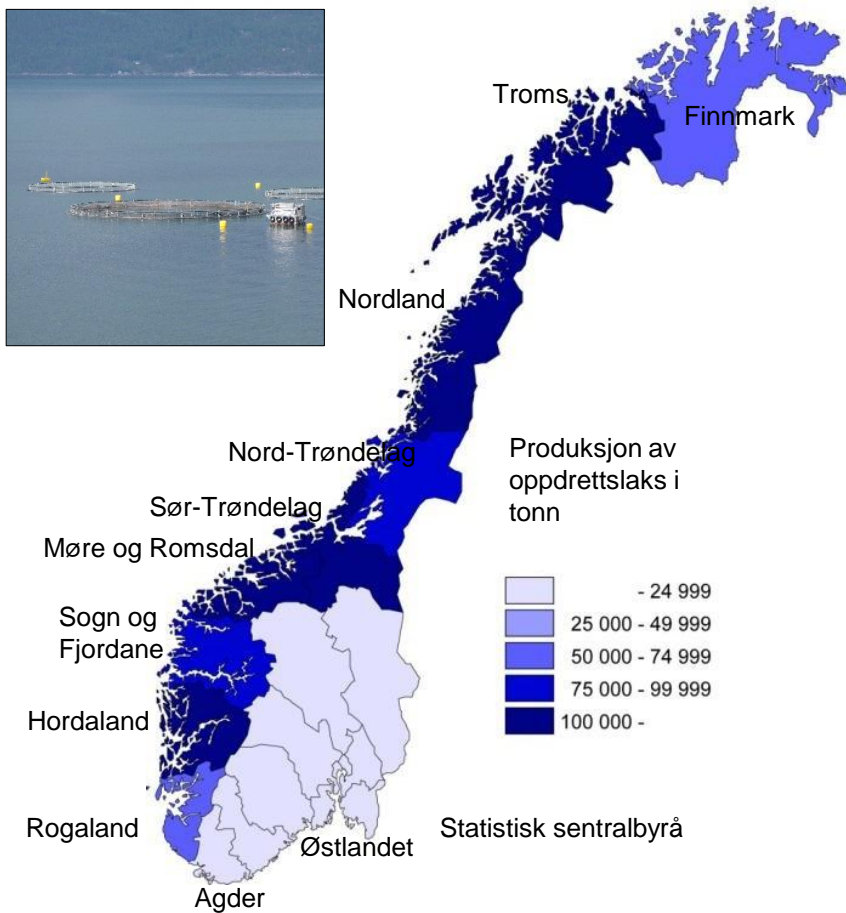 Troms
Finnmark
Nordland
Nord-Trøndelag
Sør-Trøndelag
Møre og Romsdal
Sogn og
Fjordane
Hordaland
Rogaland
Agder
Østlandet
Produksjon av
oppdrettslaks i
tonn
- 24 999
25 000 - 49 999
50 000 - 74 999
75 000 - 99 999
100 000 -
Statistisk sentralbyrå